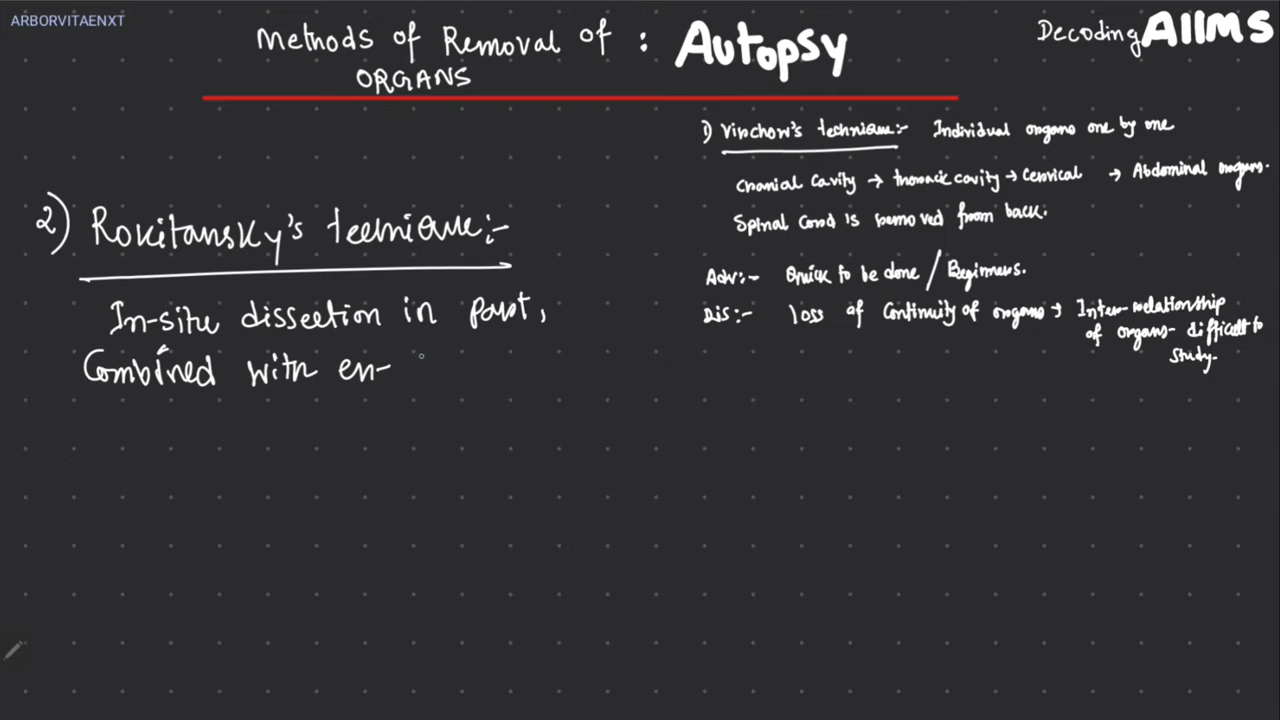 ARBORVITAENXT
Methods of Removal of : Autopsy
ORGANS
Decoding AIIMS
1) Virchow's technique:- Individual organs one by one
Cranial Cavity → thoracic cavity → Cervical → Abdominal organs.
Spinal Cord is removed from back.
Adv:- Quick to be done / Beginners.
Dis:- loss of Continuity of organs → Inter-relationship
of organs- difficult to
study.
2) Rokitansky's technique:-
In-situ dissection in part,
Combined with en-